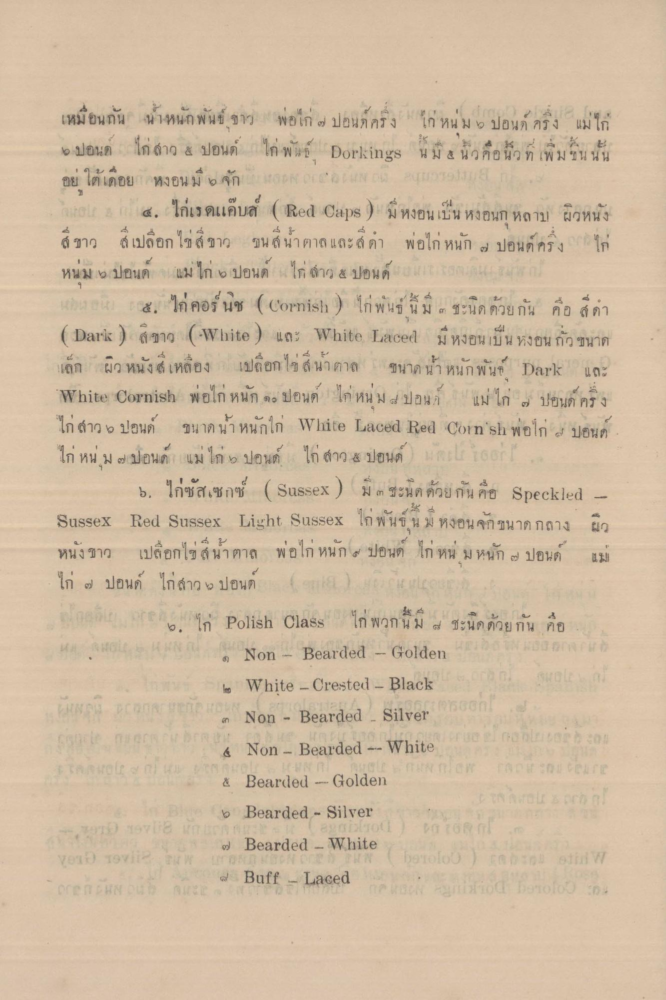 เหมือนกัน น้ำหนักพันธุ์ขาว พ่อไก่ ๗ ปอนด์ครึ่ง ไก่หนุ่ม ๖ ปอนด์ครึ่ง แม่ไก่
๖ ปอนด์ ไก่สาว ๕ ปอนด์ ไก่พันธุ์ Dorkings นี้มี ๕ นิ้วคือนิ้วที่เพิ่มขึ้นนั้น
อยู่ใต้เดือย หงอนมี ๖ จัก
๔. ไก่เรดแค๊บส์ ( Red Caps ) มีหงอนเป็นหงอนกุหลาบ ผิวหนัง
สีขาว สีเปลือกไข่สีขาว ขนสีน้ำตาลและสีดำ พ่อไก่หนัก ๗ ปอนด์ครึ่ง ไก่
หนุ่ม ๖ ปอนด์ แม่ไก่ ๖ ปอนด์ ไก่สาว ๕ ปอนด์
๕. ไก่คอร์นิช ( Cornish ) ไก่พันธุ์นี้มี ๓ ชะนิดด้วยกัน คือ สีดำ
( Dark ) สีขาว ( White ) และ White Laced มีหงอนเป็นหงอนถั่วขนาด
เล็ก ผิวหนังสีเหลือง เปลือกไข่สีน้ำตาล ขนาดน้ำหนักพันธุ์ Dark และ
White Cornish พ่อไก่หนัก ๑๐ ปอนด์ ไก่หนุ่ม ๘ ปอนด์ แม่ไก่ ๗ ปอนด์ครึ่ง
ไก่สาว ๖ ปอนด์ ขนาดน้ำหนักไก่ White Laced Red Cornish พ่อไก่ ๘ ปอนด์
ไก่หนุ่ม ๗ ปอนด์ แม่ไก่ ๖ ปอนด์ ไก่สาว ๕ ปอนด์
๖. ไก่ซัสเซกซ์ ( Sussex ) มี ๓ ชะนิดด้วยกันคือ Speckled –
Sussex Red Sussex Light Sussex ไก่พันธุ์นี้มีหงอนจักขนาดกลาง ผิว
หนังขาว เปลือกไข่สีน้ำตาล พ่อไก่หนัก ๙ ปอนด์ ไก่หนุ่มหนัก ๗ ปอนด์ แม่
ไก่ ๗ ปอนด์ ไก่สาว ๖ ปอนด์
๖. ไก่ Polish Class ไก่พวกนี้มี ๘ ชะนิดด้วยกัน คือ
๑ Non – Bearded – Golden
๒ White – Crested – Black
๓ Non - Bearded - Silver
๔ Non – Bearded – White
๕ Bearded – Golden
๖ Bearded - Silver
๗ Bearded – White
๘ Buff – Laced